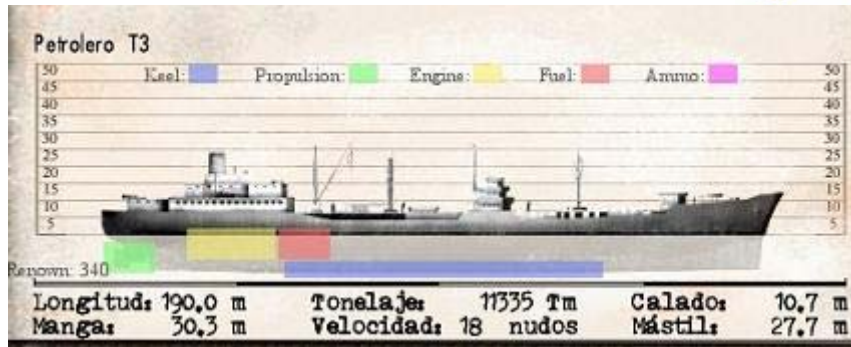 Petrolero T3
Keel: Propulsion: Engine: Fuel: Ammo:
50 50
45 45
40 40
35 35
30 30
25 25
20 20
15 15
10 10
5 5
Renown: 340
Longitud: 190.0 m Tonelaje: 11335 Tm Calado: 10.7 m
Manga: 30.3 m Velocidad: 18 nudos Mástil: 27.7 m